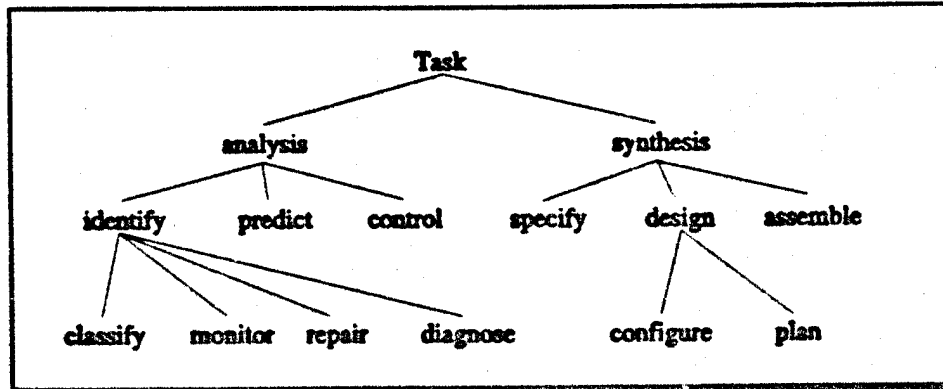 Task
analysis synthesis
identify predict control specify design assemble
classify monitor repair diagnose configure plan